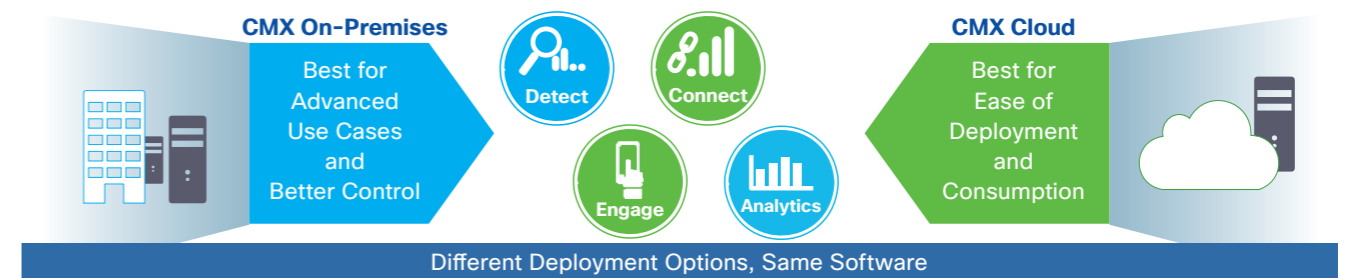 CMX On-Premises
Best for
Advanced
Use Cases
and
Better Control
Detect
Connect
Engage
Analytics
CMX Cloud
Best for
Ease of
Deployment
and
Consumption
Different Deployment Options, Same Software